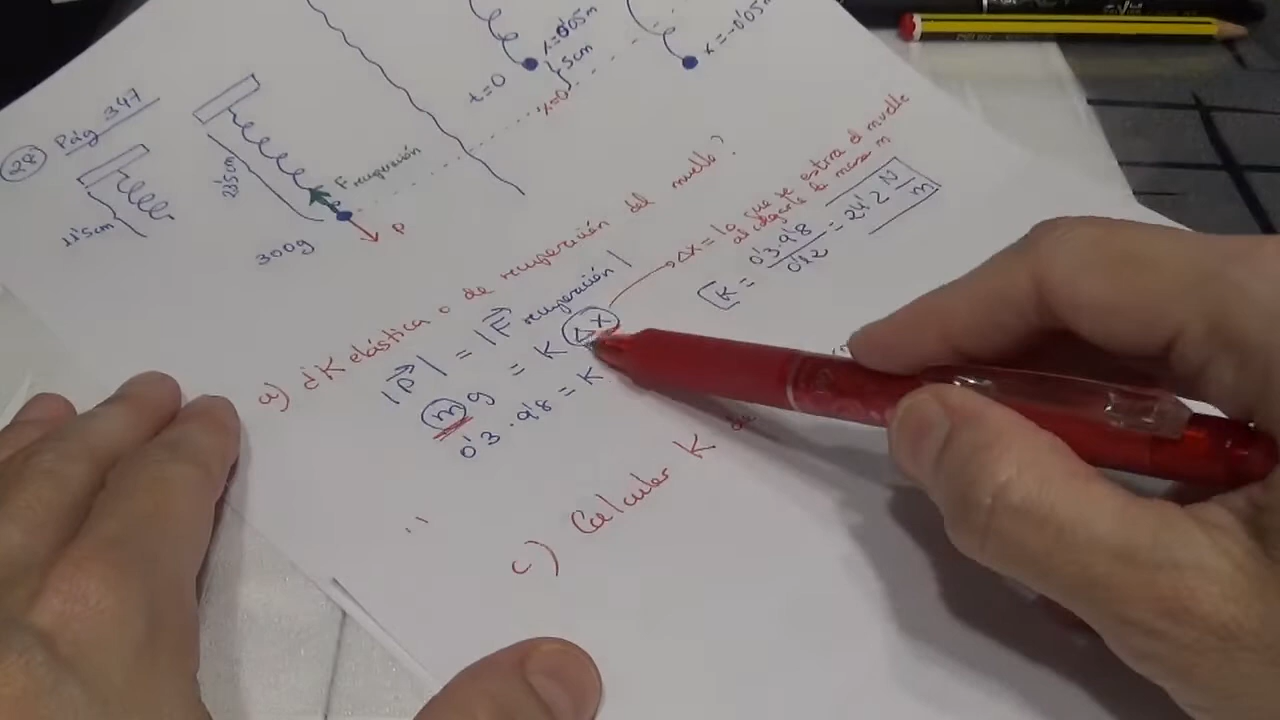 28
Pág 347
11'5cm
23'5cm
F recuperación
P
300g
t=0
x=0'05m
5cm
x=0
x=-0'05m
a) ¿K elástica o de recuperación del muelle?
|P| = |F recuperación|
m g = K Δx
0'3 · 9'8 = K
Δx = lo que se estira el muelle
al colgarle la masa m
K = 0'3·9'8 / 0'12 = 24'2 N/m
c) Calcular K de